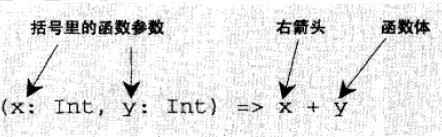 括号里的函数参数 右箭头 函数体
(x: Int, y: Int) => x + y